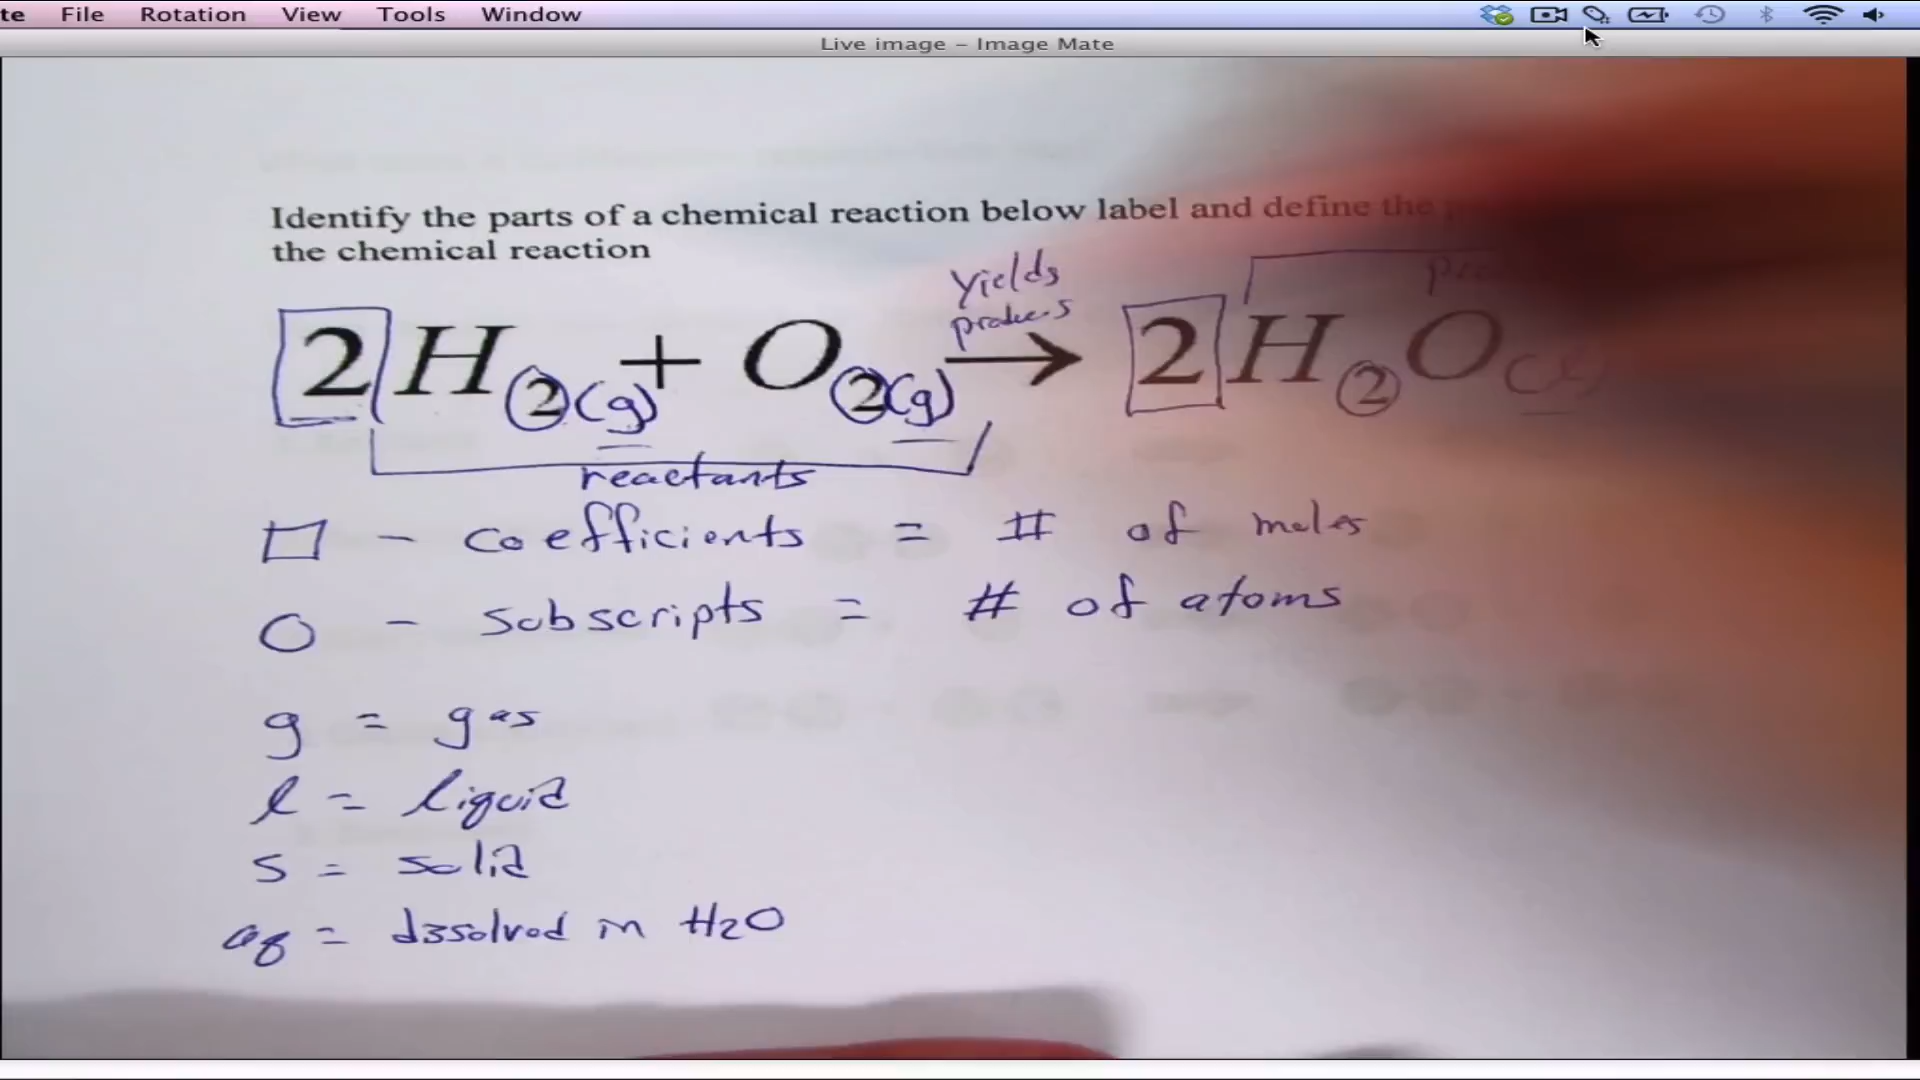 File Rotation View Tools Window
Live image – Image Mate
Identify the parts of a chemical reaction below label and define the
the chemical reaction
yields
2H2(g) + O2(g) → 2H2O(l)
reactants
□ - coefficients = # of moles
O - subscripts = # of atoms
g = gas
l = liquid
s = solid
aq = dissolved in H2O